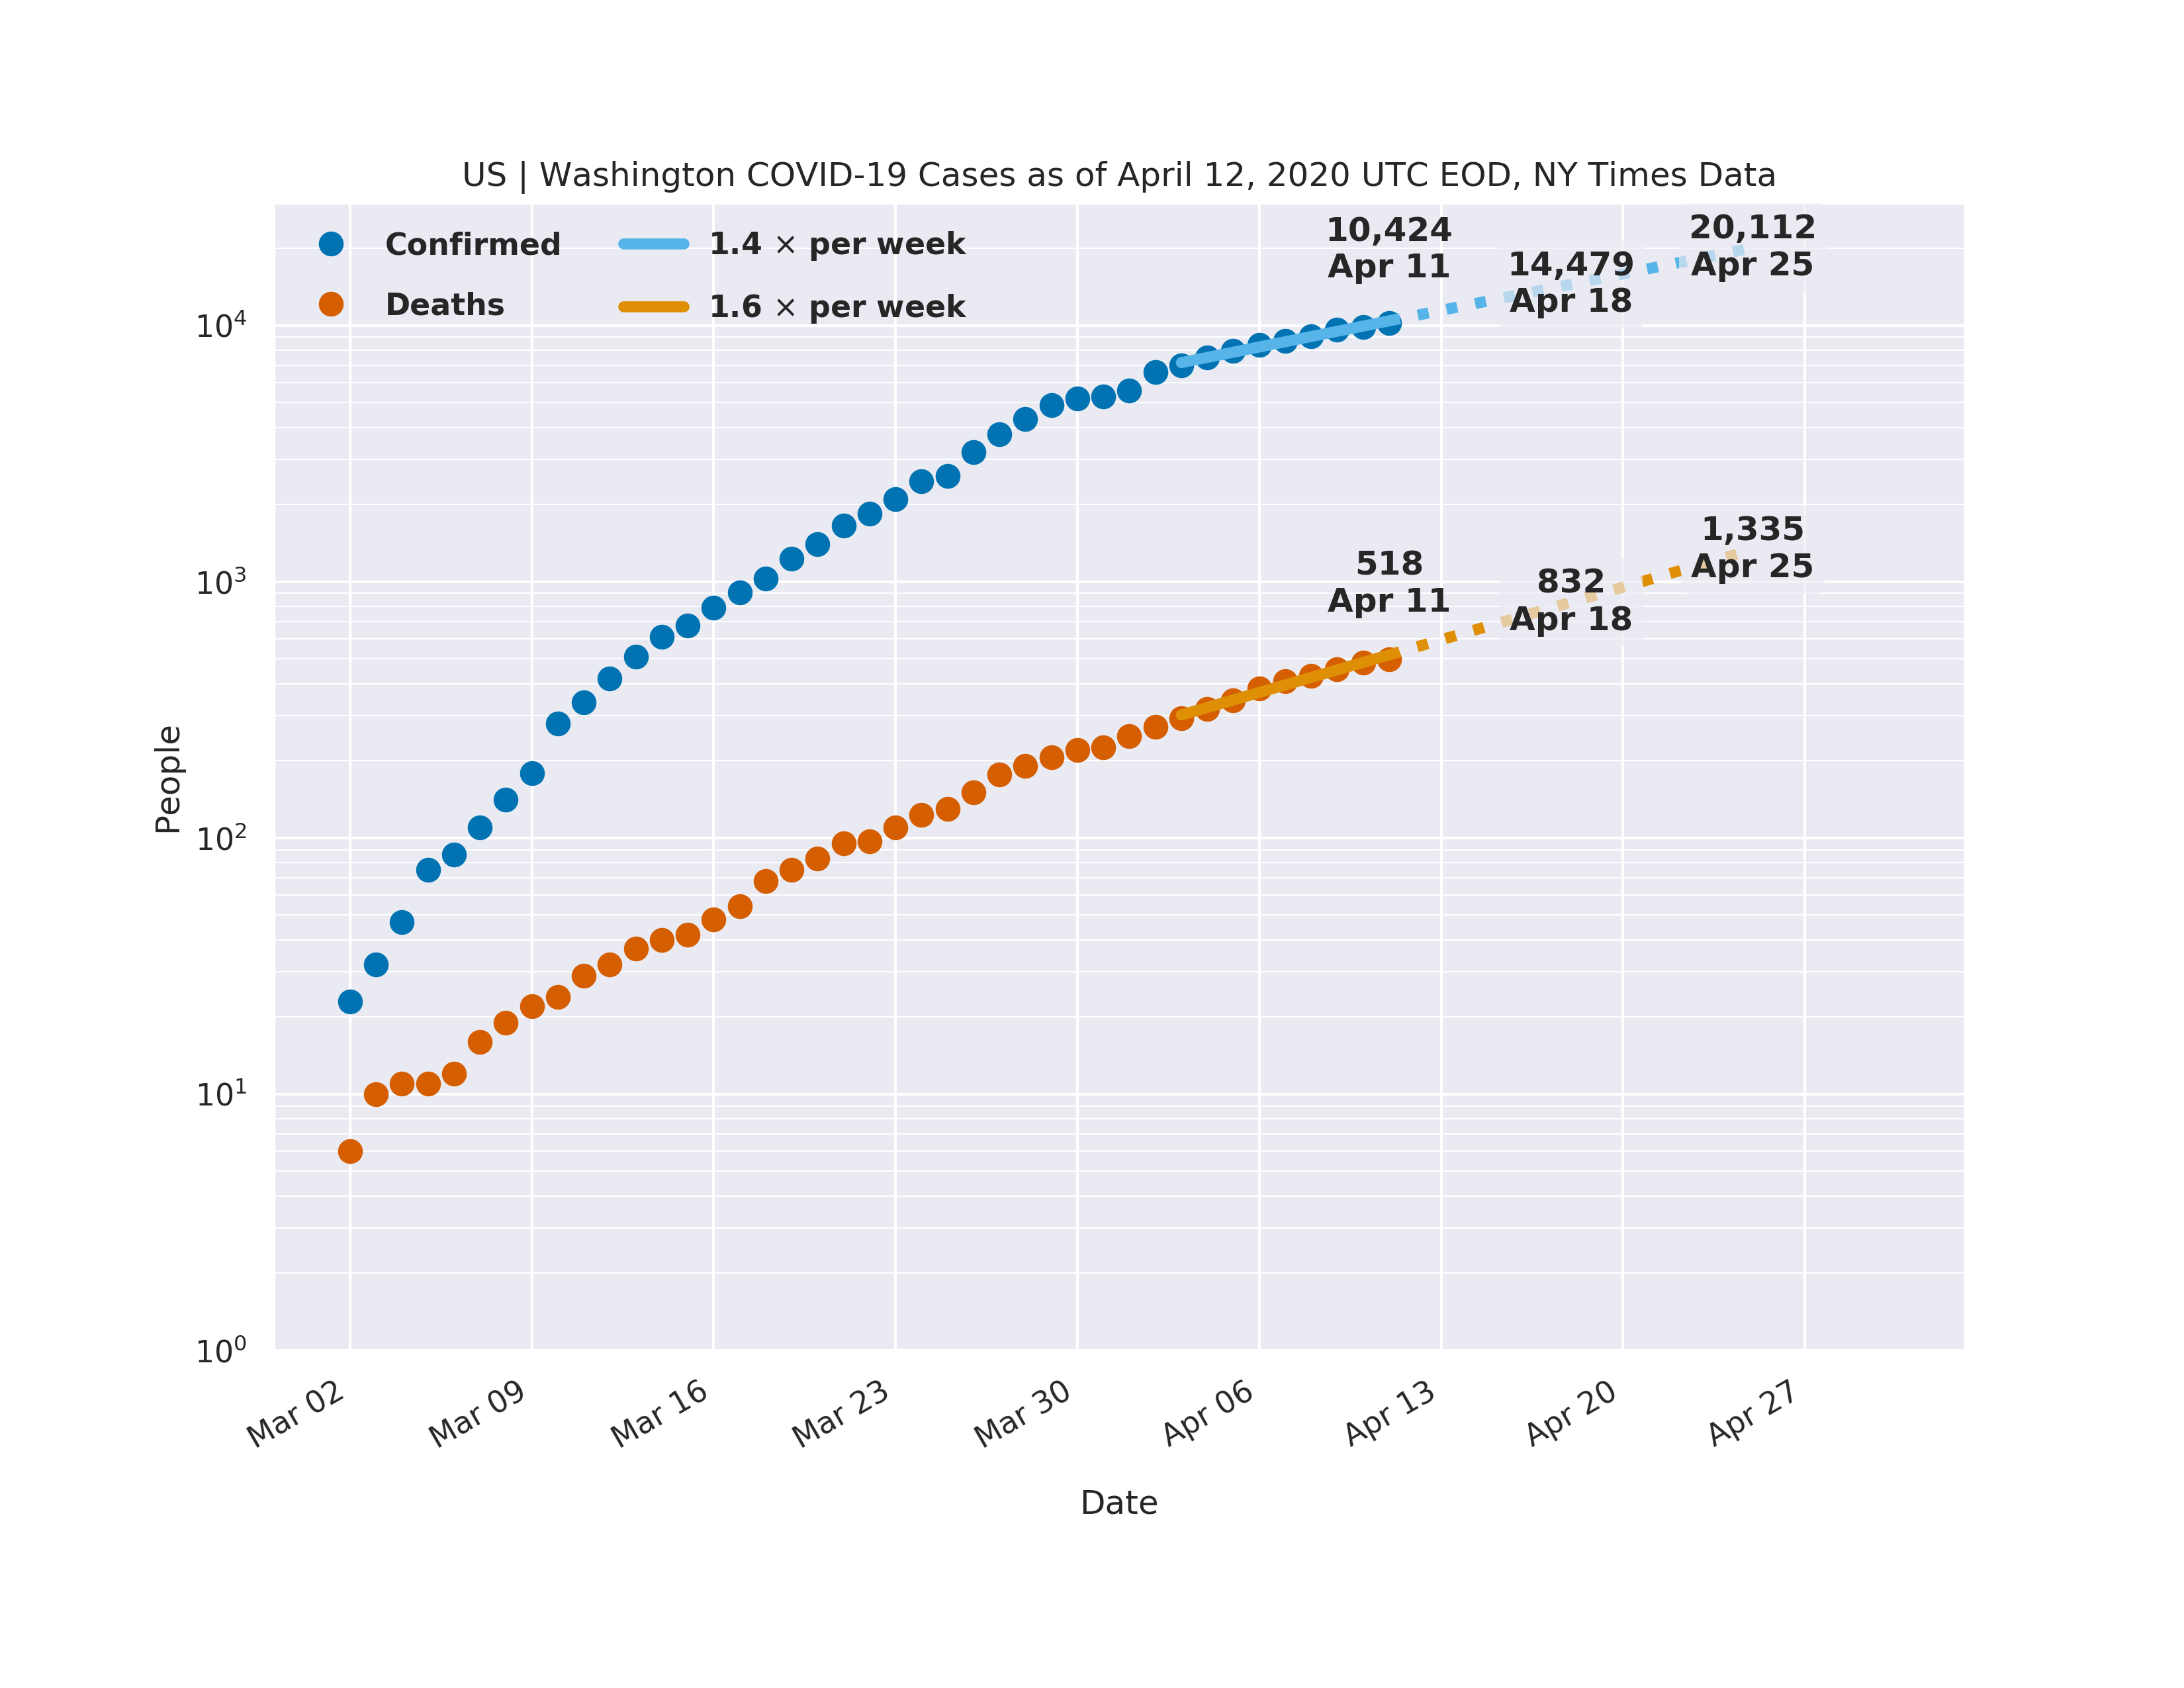 US | Washington COVID-19 Cases as of April 12, 2020 UTC EOD, NY Times Data
Confirmed
Deaths
1.4 × per week
1.6 × per week
10,424
Apr 11
14,479
Apr 18
20,112
Apr 25
518
Apr 11
832
Apr 18
1,335
Apr 25
People
10⁴
10³
10²
10¹
10⁰
Mar 02
Mar 09
Mar 16
Mar 23
Mar 30
Apr 06
Apr 13
Apr 20
Apr 27
Date